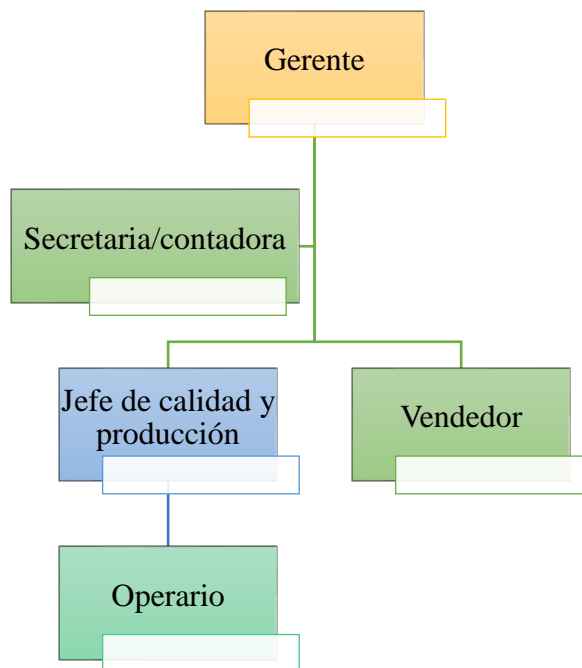 Gerente
Secretaria/contadora
Jefe de calidad y
producción
Vendedor
Operario